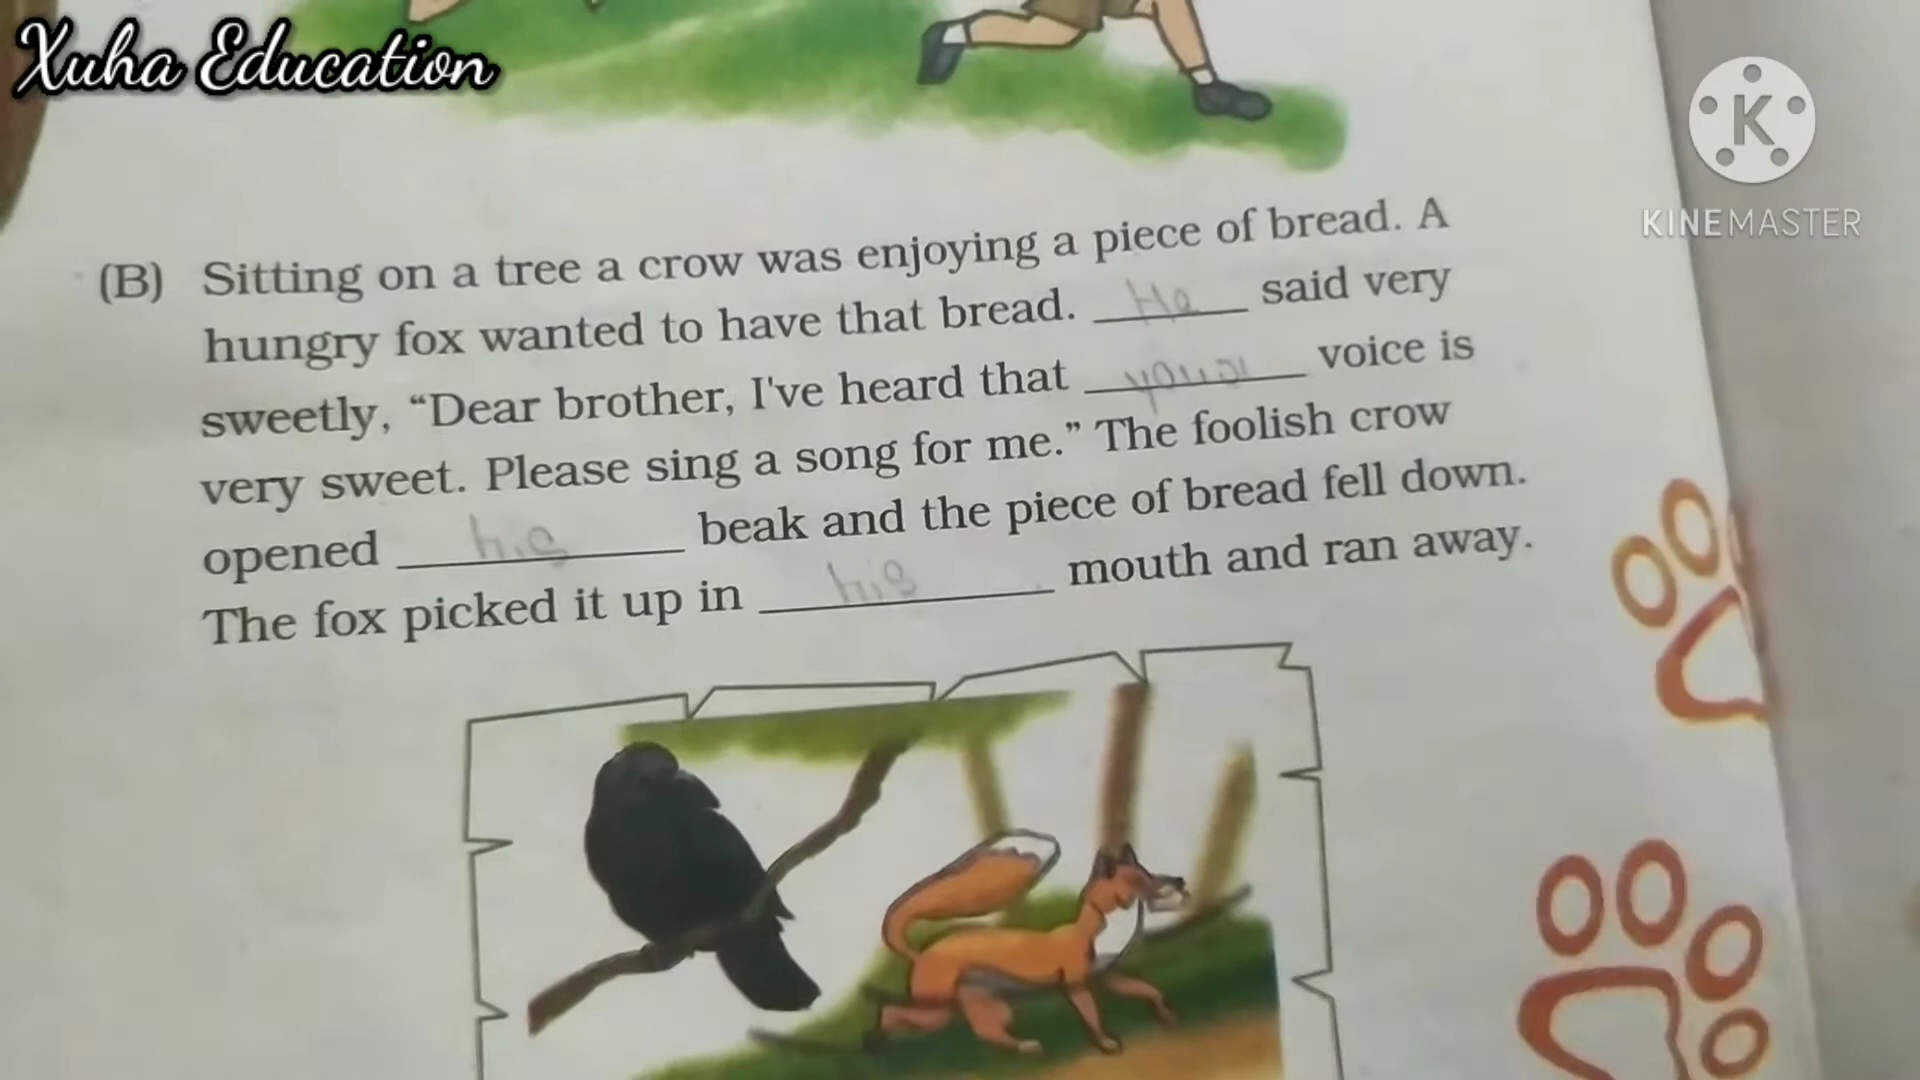 Xuha Education
K
KINEMASTER
(B) Sitting on a tree a crow was enjoying a piece of bread. A
hungry fox wanted to have that bread. He said very
sweetly, “Dear brother, I've heard that your voice is
very sweet. Please sing a song for me.” The foolish crow
opened his beak and the piece of bread fell down.
The fox picked it up in his mouth and ran away.